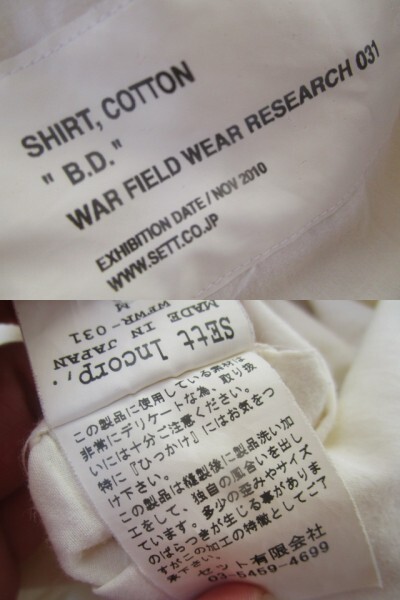 SHIRT, COTTON
" B.D."
WAR FIELD WEAR RESEARCH 031
EXHIBITION DATE / NOV 2010
WWW.SETT.CO.JP
sett Incorp.
MADE IN JAPAN
WFWR-031
M
この製品に使用している素材は
非常にデリケートな為、取り扱
いには十分ご注意ください。
特に『ひっかけ』にはお気をつ
け下さい。
この製品は縫製後に製品洗い加
工をして、独自の風合いを出し
ています。多少の歪みやサイズ
のばらつきが生じる事がありま
すがこの加工の特徴としてご了
承下さい。
セット有限会社
03-5459-4699